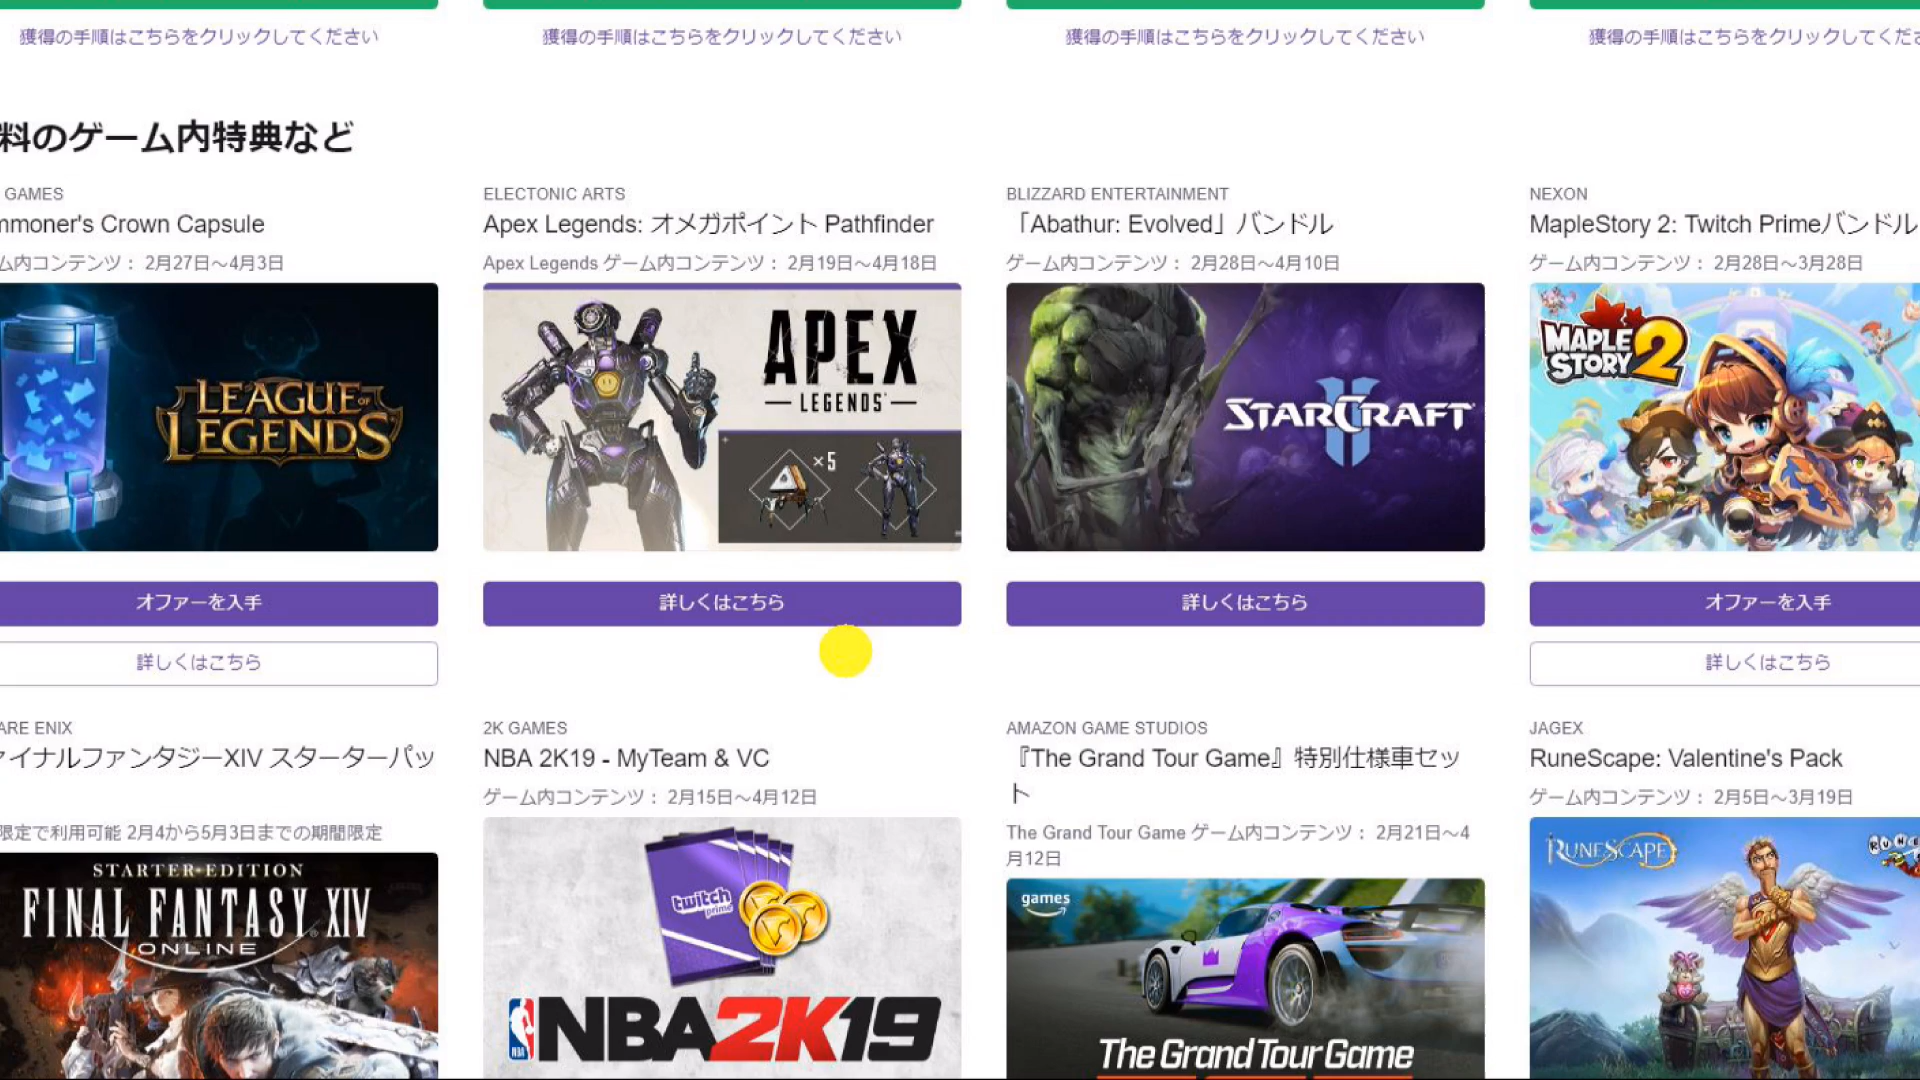 獲得の手順はこちらをクリックしてください
獲得の手順はこちらをクリックしてください
獲得の手順はこちらをクリックしてください
獲得の手順はこちらをクリックしてくださ
料のゲーム内特典など
GAMES
mmoner's Crown Capsule
ム内コンテンツ： 2月27日～4月3日
LEAGUE OF
LEGENDS
オファーを入手
詳しくはこちら
ELECTONIC ARTS
Apex Legends: オメガポイント Pathfinder
Apex Legends ゲーム内コンテンツ： 2月19日～4月18日
APEX
LEGENDS
×5
詳しくはこちら
BLIZZARD ENTERTAINMENT
「Abathur: Evolved」バンドル
ゲーム内コンテンツ： 2月28日～4月10日
STARCRAFT
II
詳しくはこちら
NEXON
MapleStory 2: Twitch Primeバンドル
ゲーム内コンテンツ： 2月28日～3月28日
MAPLE
STORY 2
オファーを入手
詳しくはこちら
ARE ENIX
ァイナルファンタジーXIV スターターパッ
限定で利用可能 2月4から5月3日までの期間限定
STARTER EDITION
FINAL FANTASY XIV
ONLINE
2K GAMES
NBA 2K19 - MyTeam & VC
ゲーム内コンテンツ： 2月15日～4月12日
twitch
prime
NBA
NBA2K19
AMAZON GAME STUDIOS
『The Grand Tour Game』特別仕様車セッ
ト
The Grand Tour Game ゲーム内コンテンツ： 2月21日～4
月12日
games
The Grand Tour Game
JAGEX
RuneScape: Valentine's Pack
ゲーム内コンテンツ： 2月5日～3月19日
RUNESCAPE